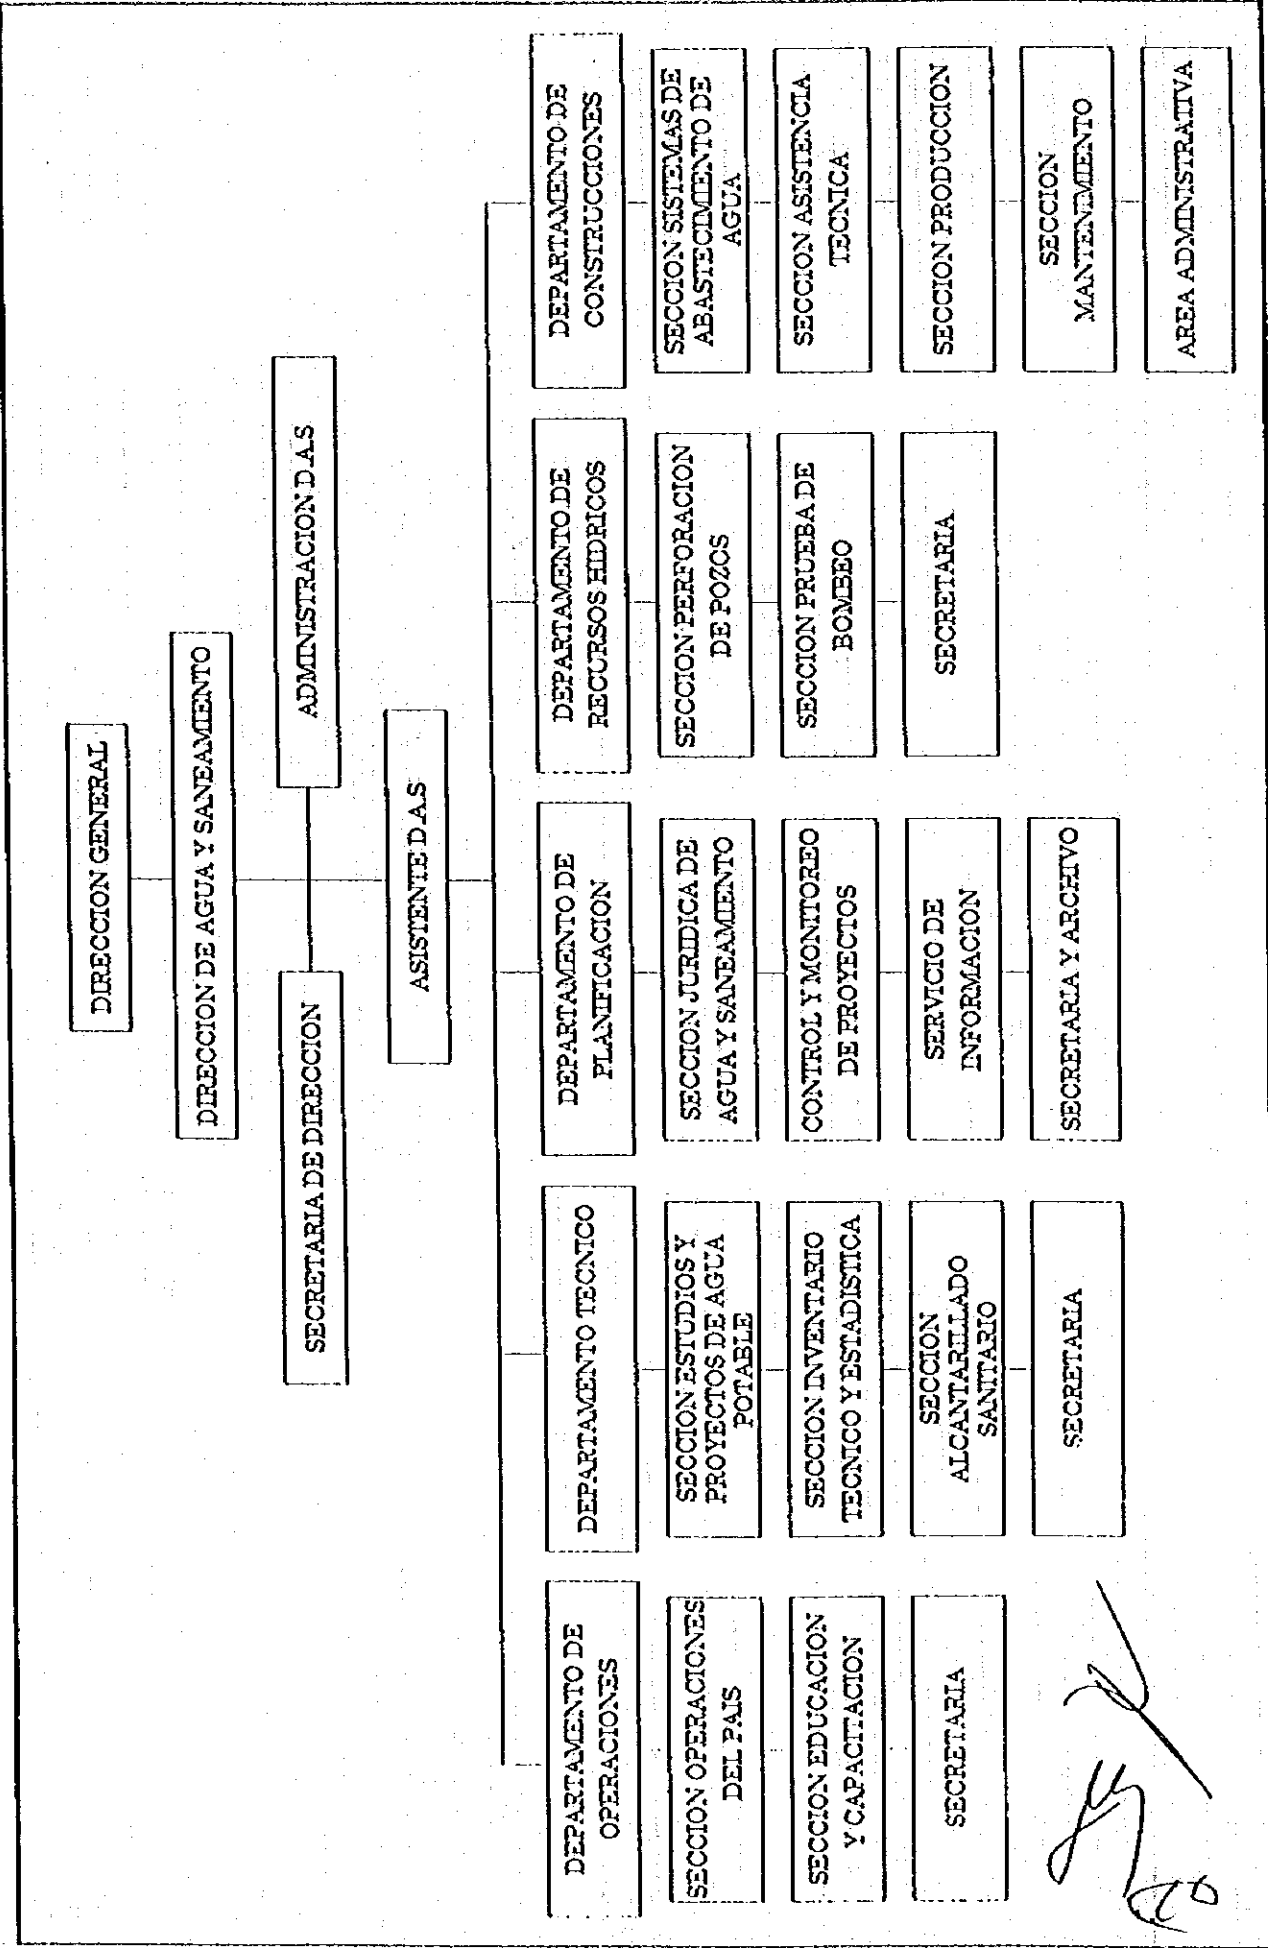 DIRECCION GENERAL
DIRECCION DE AGUA Y SANEAMIENTO
SECRETARIA DE DIRECCION
ADMINISTRACION D.A.S
ASISTENTE D.A.S
DEPARTAMENTO DE
OPERACIONES
SECCION OPERACIONES
DEL PAIS
SECCION EDUCACION
Y CAPACITACION
SECRETARIA
DEPARTAMENTO TECNICO
SECCION ESTUDIOS Y
PROYECTOS DE AGUA
POTABLE
SECCION INVENTARIO
TECNICO Y ESTADISTICA
SECCION
ALCANTARILLADO
SANITARIO
SECRETARIA
DEPARTAMENTO DE
PLANIFICACION
SECCION JURIDICA DE
AGUA Y SANEAMIENTO
CONTROL Y MONITOREO
DE PROYECTOS
SERVICIO DE
INFORMACION
SECRETARIA Y ARCHIVO
DEPARTAMENTO DE
RECURSOS HIDRICOS
SECCION PERFORACION
DE POZOS
SECCION PRUEBA DE
BOMBEO
SECRETARIA
DEPARTAMENTO DE
CONSTRUCCIONES
SECCION SISTEMAS DE
ABASTECIMIENTO DE
AGUA
SECCION ASISTENCIA
TECNICA
SECCION PRODUCCION
SECCION
MANTENIMIENTO
AREA ADMINISTRATIVA